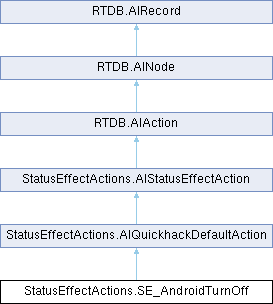 RTDB.AIRecord
RTDB.AINode
RTDB.AIAction
StatusEffectActions.AIStatusEffectAction
StatusEffectActions.AIQuickhackDefaultAction
StatusEffectActions.SE_AndroidTurnOff